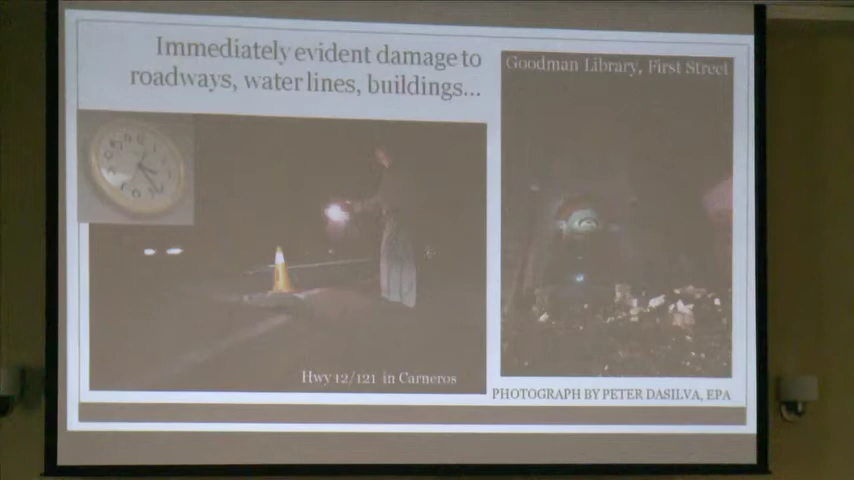 Immediately evident damage to
roadways, water lines, buildings...
Goodman Library, First Street
Hwy 12/121 in Carneros
PHOTOGRAPH BY PETER DASILVA, EPA